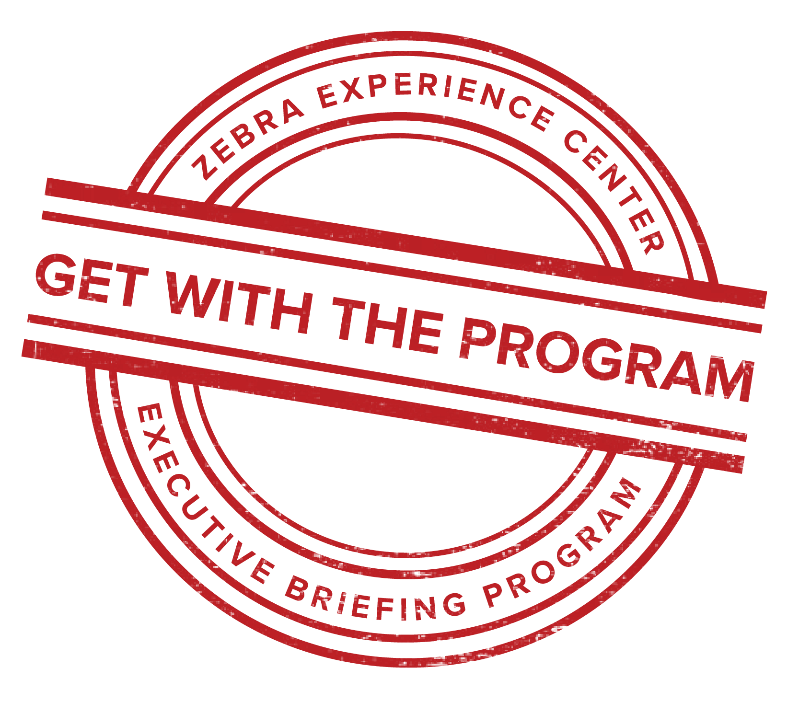 ZEBRA EXPERIENCE CENTER
GET WITH THE PROGRAM
EXECUTIVE BRIEFING PROGRAM